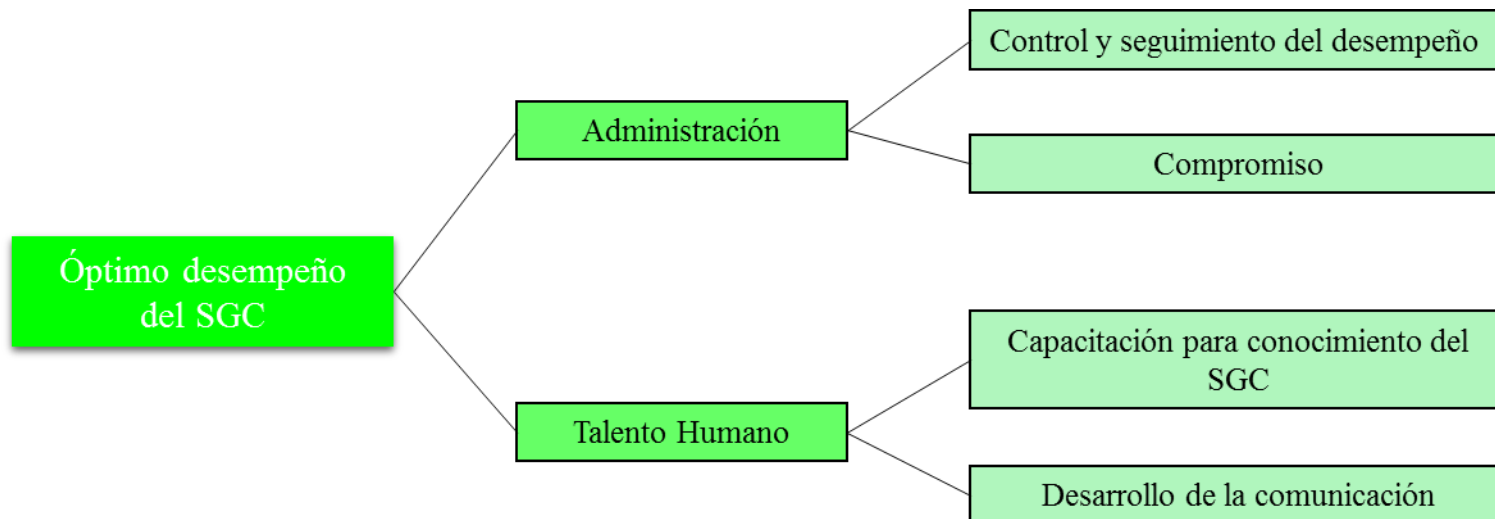 Óptimo desempeño
del SGC
Administración
Control y seguimiento del desempeño
Compromiso
Talento Humano
Capacitación para conocimiento del
SGC
Desarrollo de la comunicación